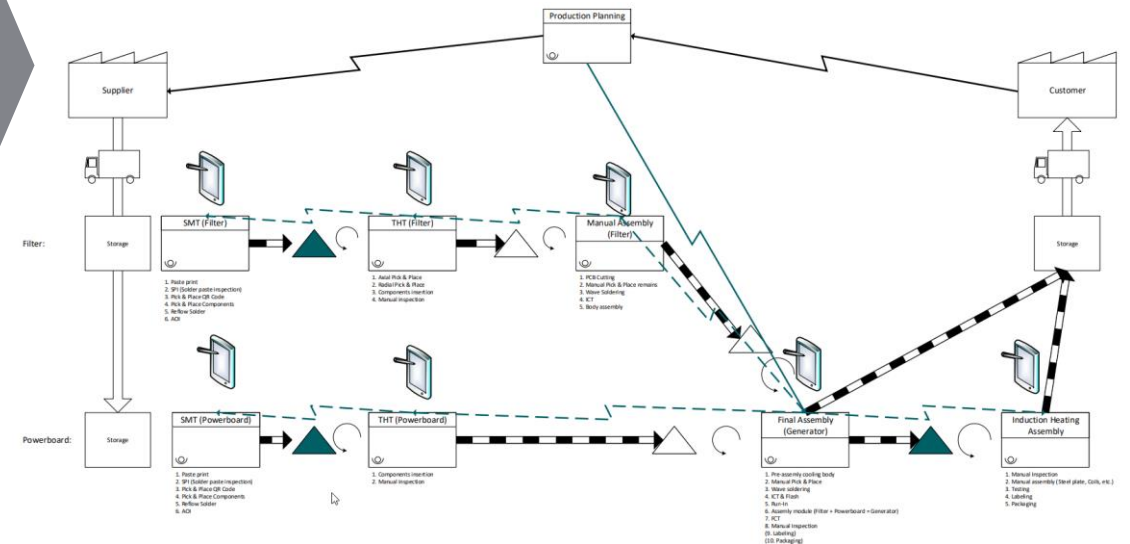 Production Planning
Supplier
Customer
Filter:
Storage
SMT (Filter)
1. Paste print
2. SPI (Solder paste inspection)
3. Pick & Place QR Code
4. Pick & Place Components
5. Reflow Solder
6. AOI
THT (Filter)
1. Axial Pick & Place
2. Radial Pick & Place
3. Components insertion
4. Manual inspection
Manual Assembly
(Filter)
1. PCB Cutting
2. Manual Pick & Place remains
3. Wave Soldering
4. ICT
5. Body assembly
Storage
Powerboard:
Storage
SMT (Powerboard)
1. Paste print
2. SPI (Solder paste inspection)
3. Pick & Place QR Code
4. Pick & Place Components
5. Reflow Solder
6. AOI
THT (Powerboard)
1. Components insertion
2. Manual inspection
Final Assembly
(Generator)
1. Pre-assemly cooling body
2. Manual Pick & Place
3. Wave soldering
4. ICT & Flash
5. Run-In
6. Assemly module (Filter + Powerboard = Generator)
7. FCT
8. Manual inspection
(9. Labeling)
(10. Packaging)
Induction Heating
Assembly
1. Manual Inspection
2. Manual assembly (Steel plate, Coils, etc.)
3. Testing
4. Labeling
5. Packaging